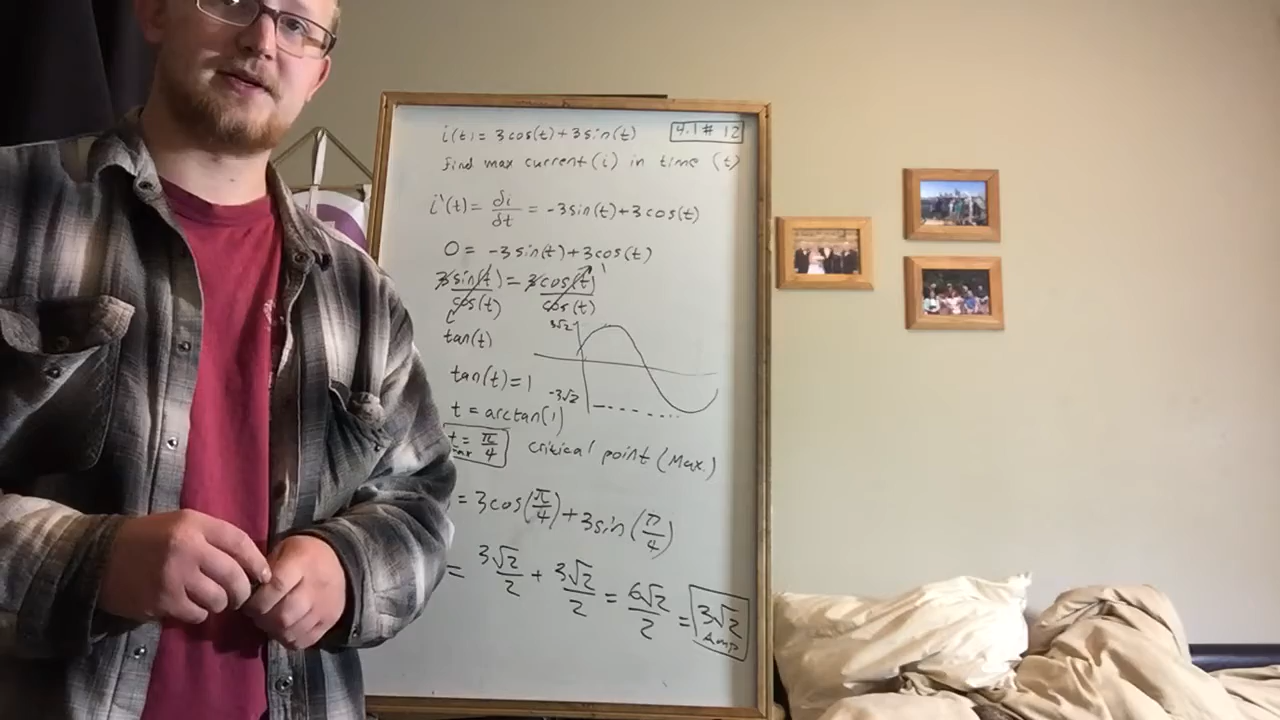 i(t) = 3cos(t) + 3sin(t) 4.1 # 12
find max current (i) in time (t)
i'(t) = δi/δt = -3sin(t) + 3cos(t)
0 = -3sin(t) + 3cos(t)
3sin(t)/cos(t) = 3cos(t)/cos(t) 1
3√2
tan(t)
tan(t) = 1
-3√2
t = arctan(1)
t = π/4 critical point (Max.)
= 3cos(π/4) + 3sin(π/4)
= 3√2/2 + 3√2/2 = 6√2/2 = 3√2
Amp